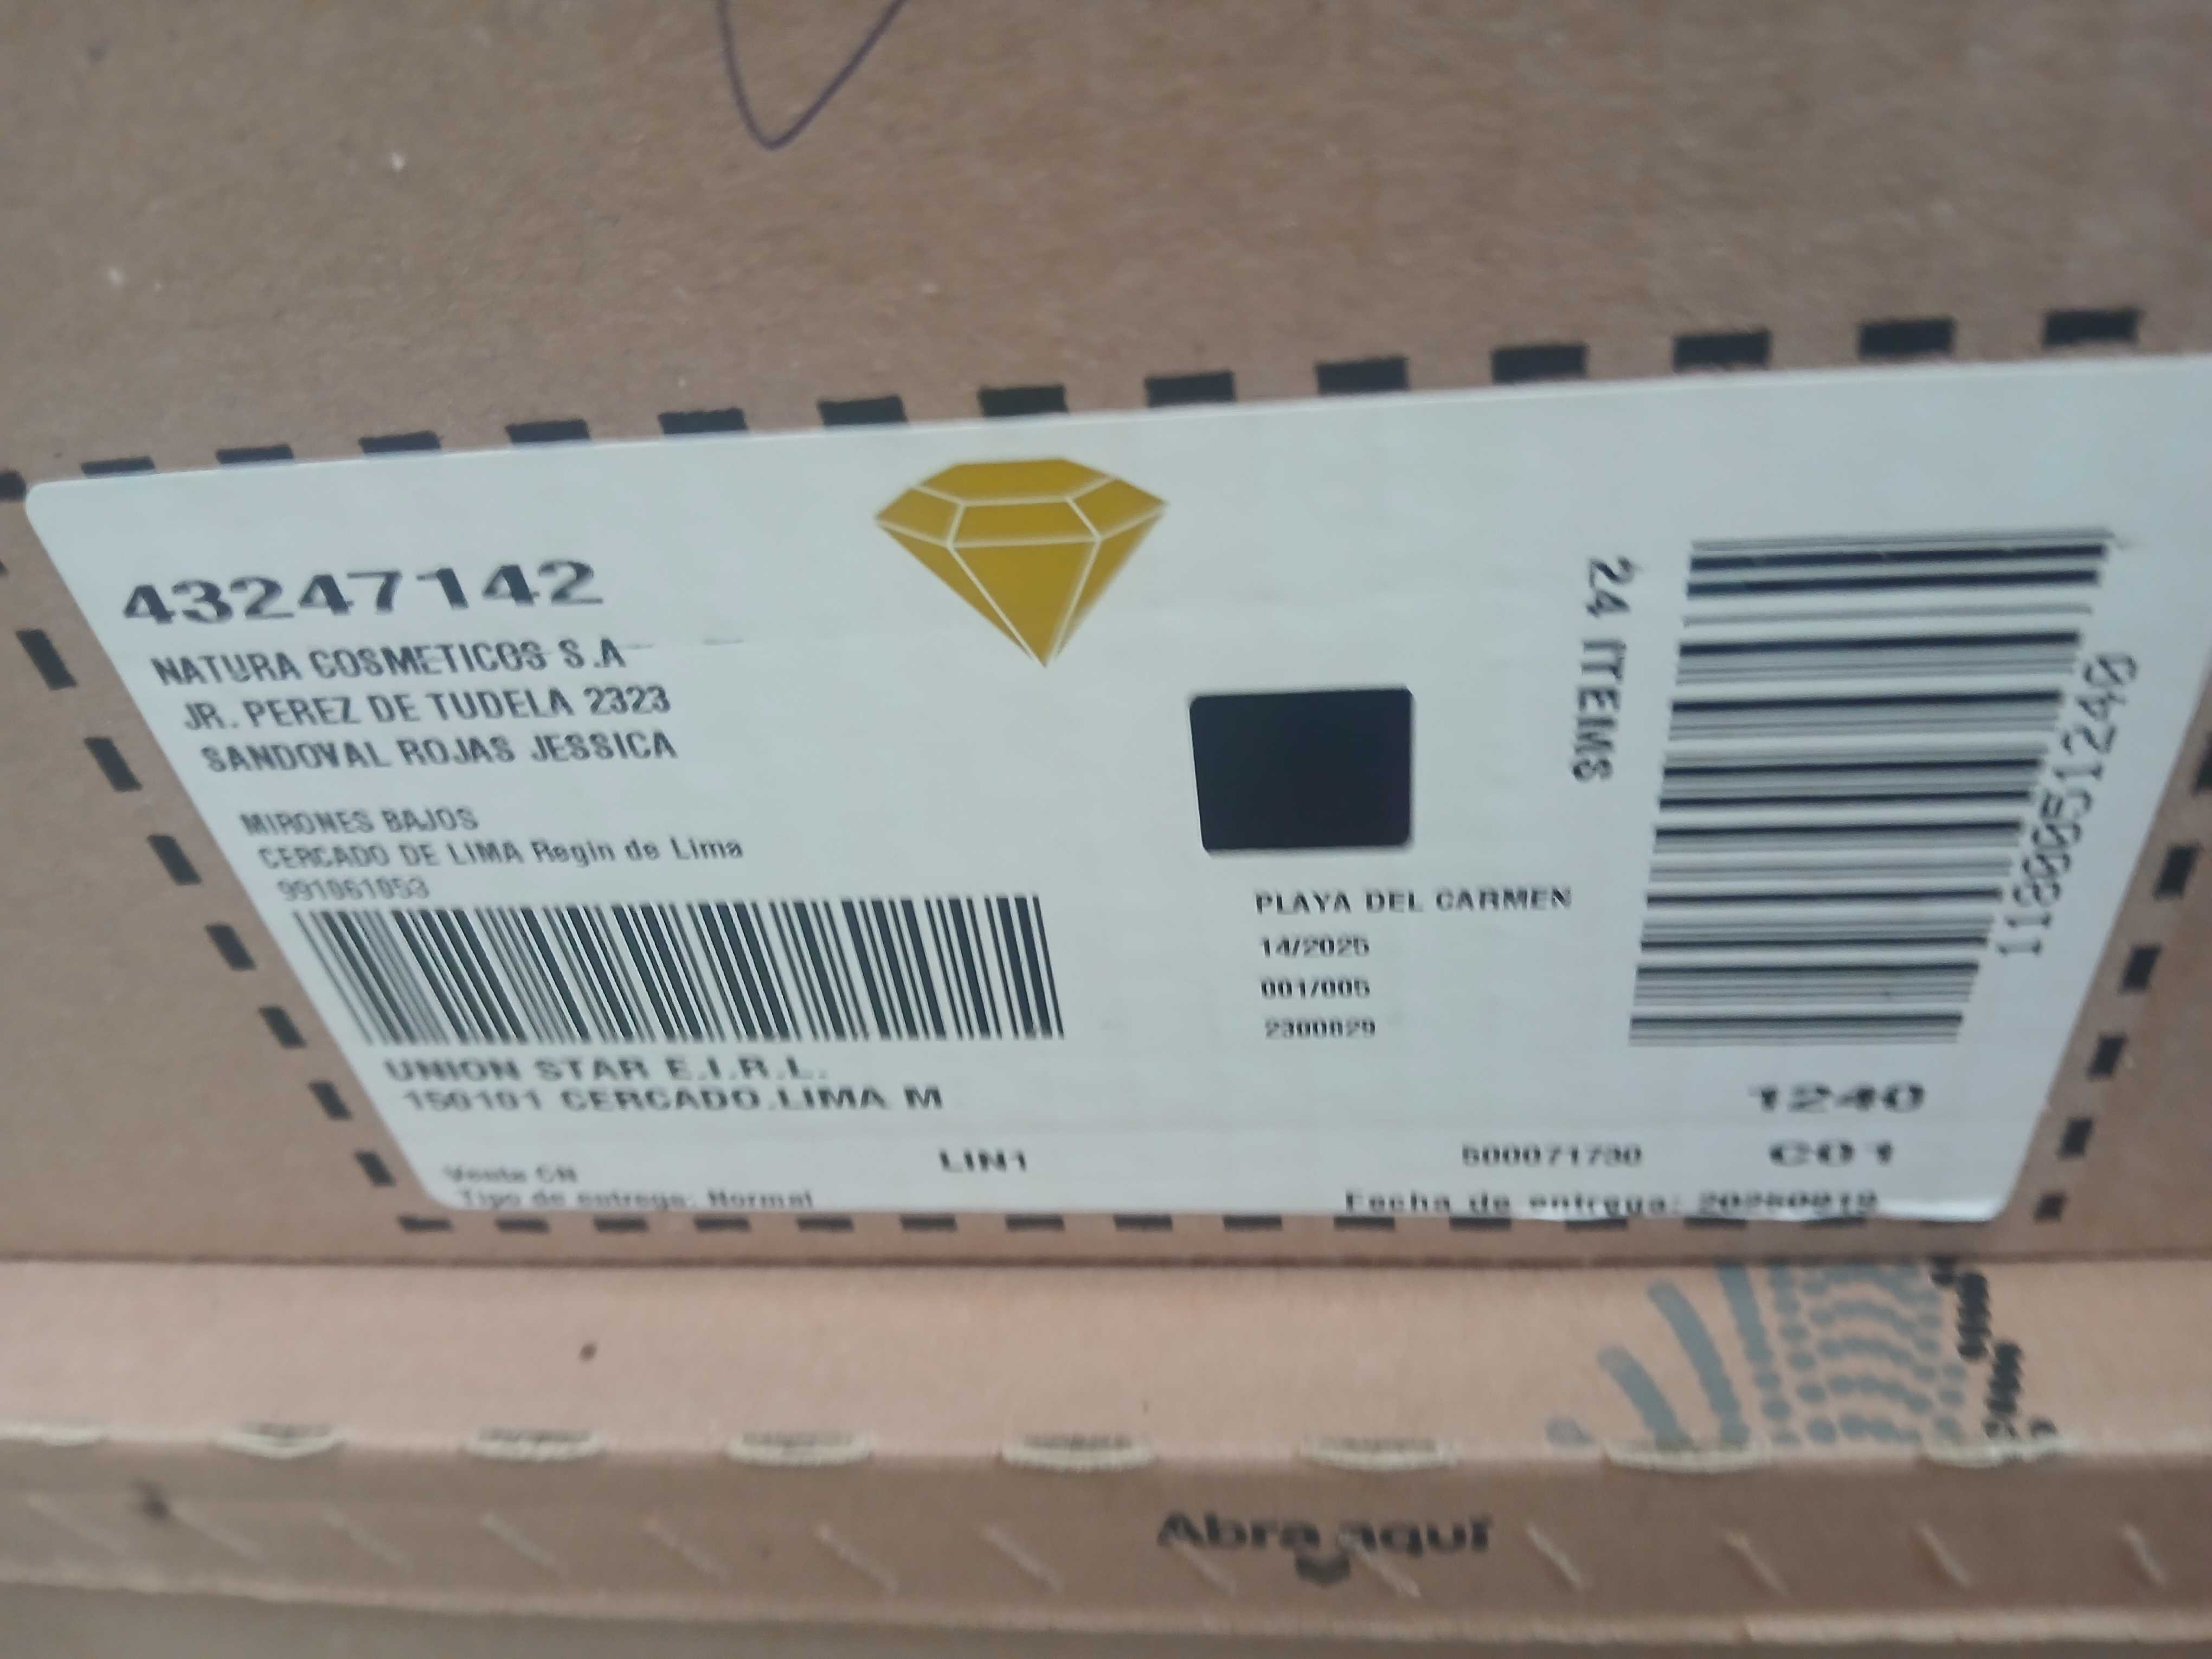 43247142
NATURA COSMETICOS S.A
JR. PEREZ DE TUDELA 2323
SANDOVAL ROJAS JESSICA
MIRONES BAJOS
CERCADO DE LIMA Regin de Lima
991061053
UNION STAR E.I.R.L.
150101 CERCADO.LIMA M
LIN1
Venta CN
Tipo de entrega: Normal
24 ITEMS
PLAYA DEL CARMEN
14/2025
001/005
1240
500071730
C01
Fecha de entrega:
Abra aquí